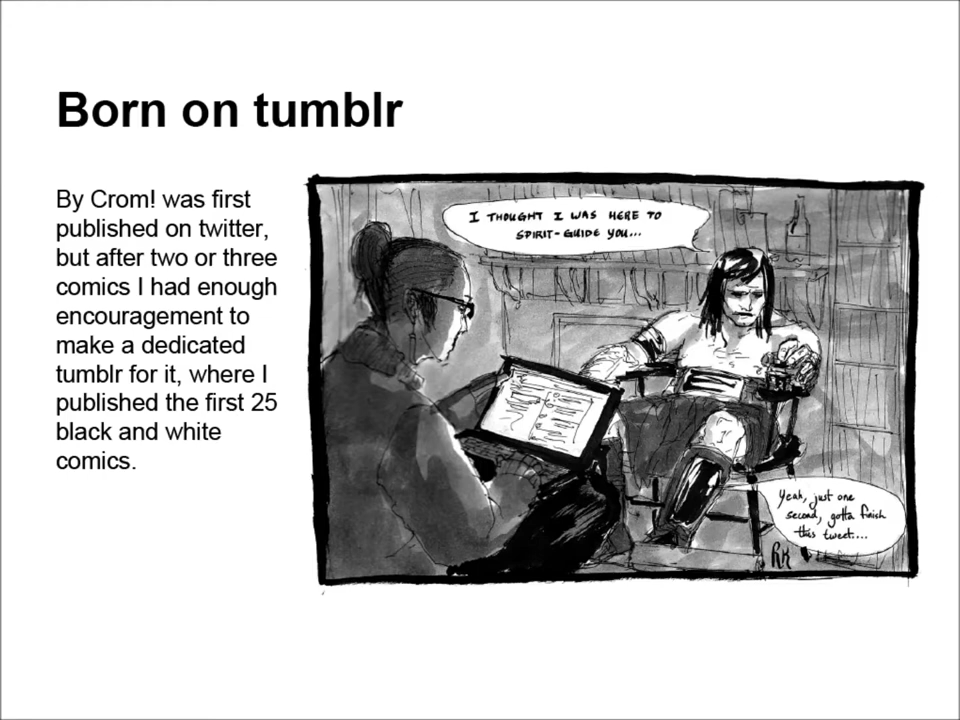 Born on tumblr
By Crom! was first
published on twitter,
but after two or three
comics I had enough
encouragement to
make a dedicated
tumblr for it, where I
published the first 25
black and white
comics.
I THOUGHT I WAS HERE TO
SPIRIT-GUIDE YOU...
Yeah, just one
second, gotta finish
this tweet....
RK